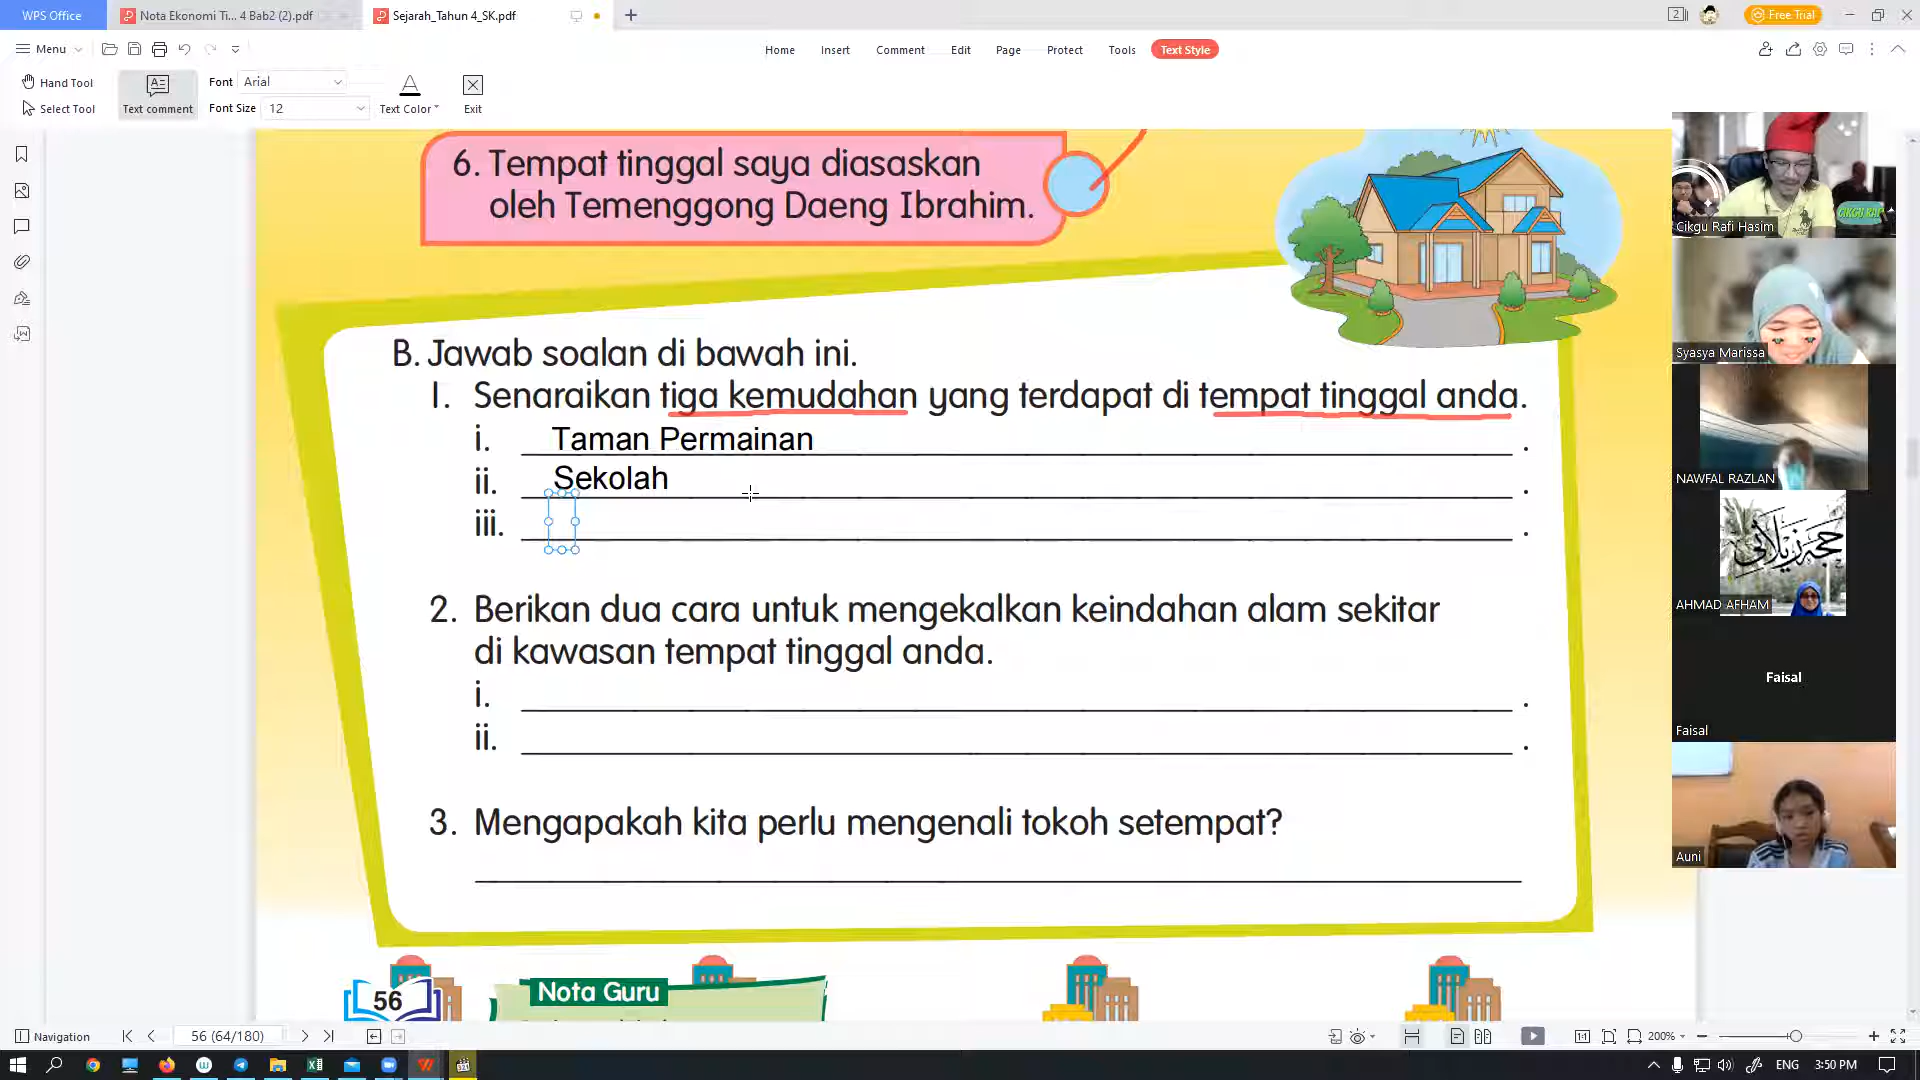 WPS Office
Nota Ekonomi Ti... 4 Bab2 (2).pdf
Sejarah_Tahun 4_SK.pdf
2
Free Trial
Menu
Home
Insert
Comment
Edit
Page
Protect
Tools
Text Style
Hand Tool
Select Tool
Text comment
Font
Arial
Font Size
12
Text Color
Exit
6. Tempat tinggal saya diasaskan
oleh Temenggong Daeng Ibrahim.
B. Jawab soalan di bawah ini.
1. Senaraikan tiga kemudahan yang terdapat di tempat tinggal anda.
i. Taman Permainan .
ii. Sekolah .
iii. .
2. Berikan dua cara untuk mengekalkan keindahan alam sekitar
di kawasan tempat tinggal anda.
i. .
ii. .
3. Mengapakah kita perlu mengenali tokoh setempat?
56
Nota Guru
CIKGU RAFI
Cikgu Rafi Hasim
Syasya Marissa
NAWFAL RAZLAN
AHMAD AFHAM
Faisal
Faisal
Auni
Navigation
56 (64/180)
200%
ENG
3:50 PM